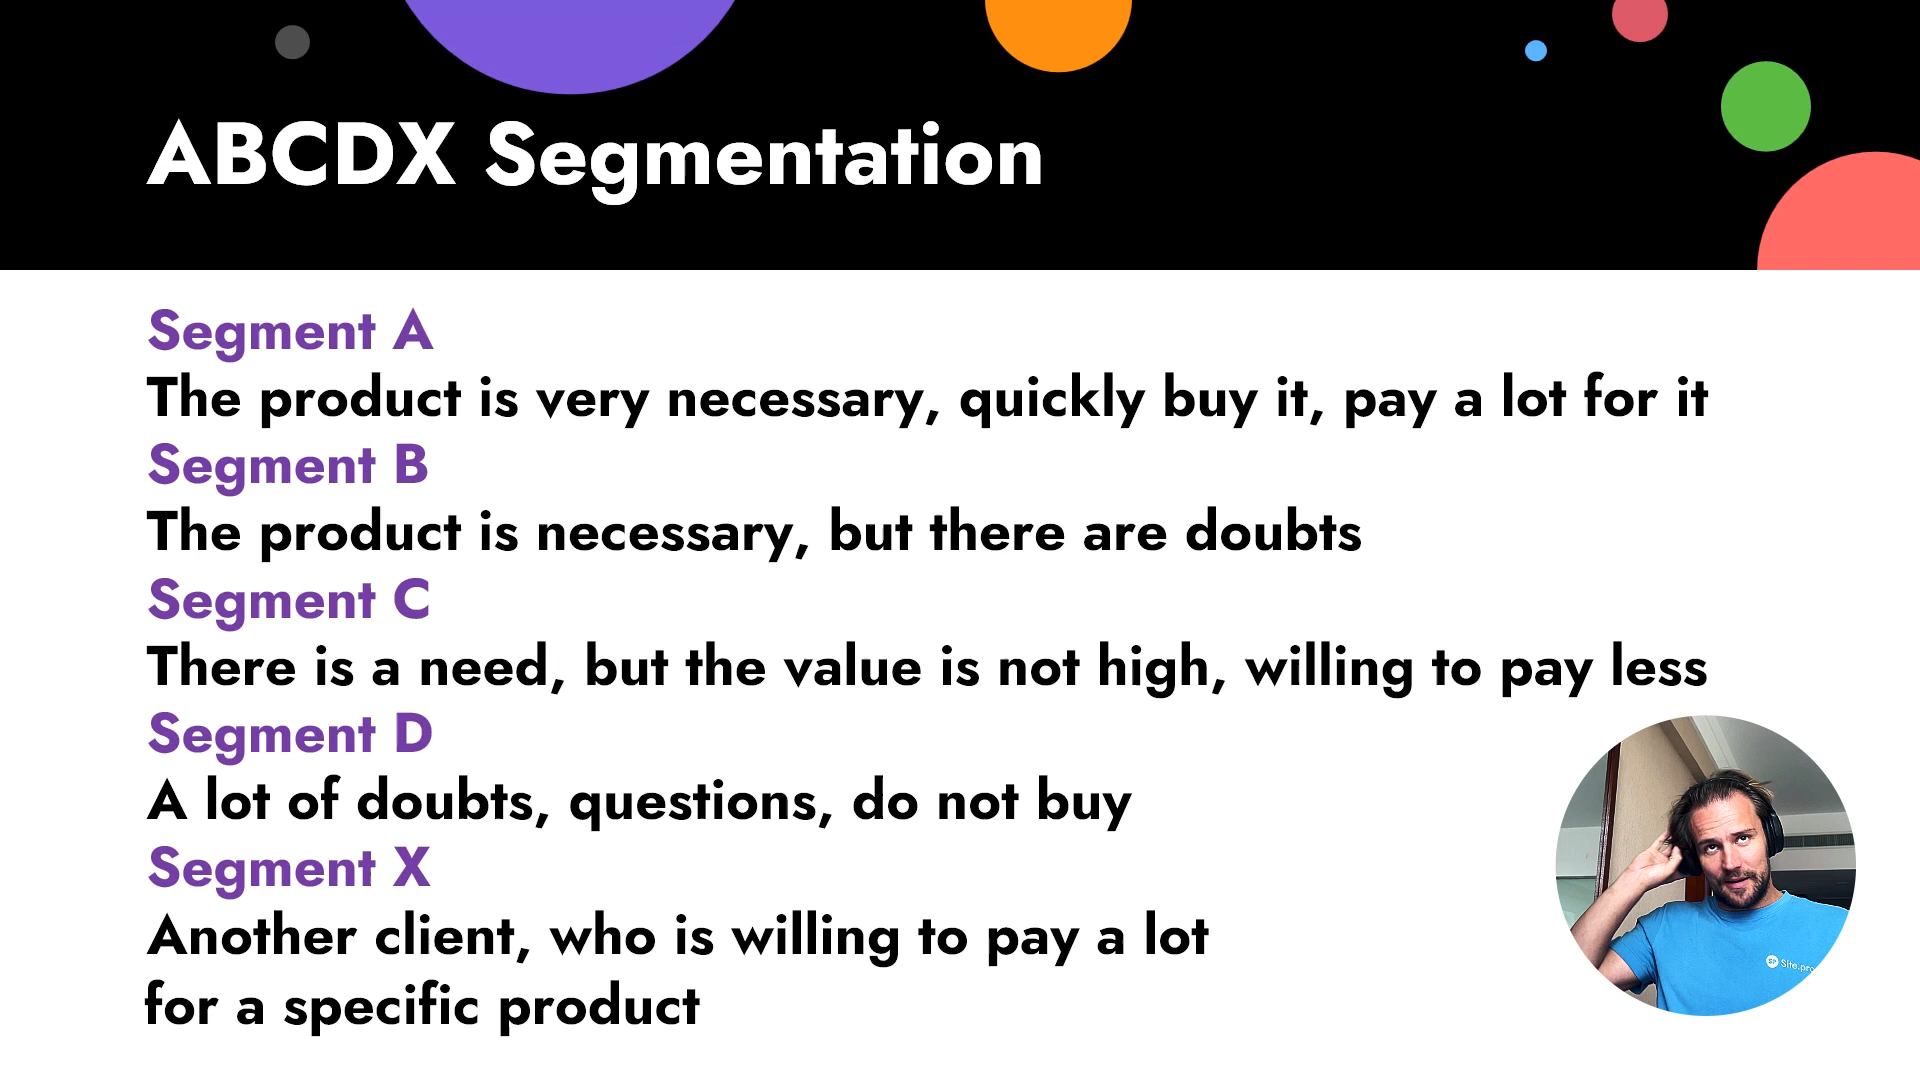 ABCDX Segmentation
Segment A
The product is very necessary, quickly buy it, pay a lot for it
Segment B
The product is necessary, but there are doubts
Segment C
There is a need, but the value is not high, willing to pay less
Segment D
A lot of doubts, questions, do not buy
Segment X
Another client, who is willing to pay a lot
for a specific product
Site.pro